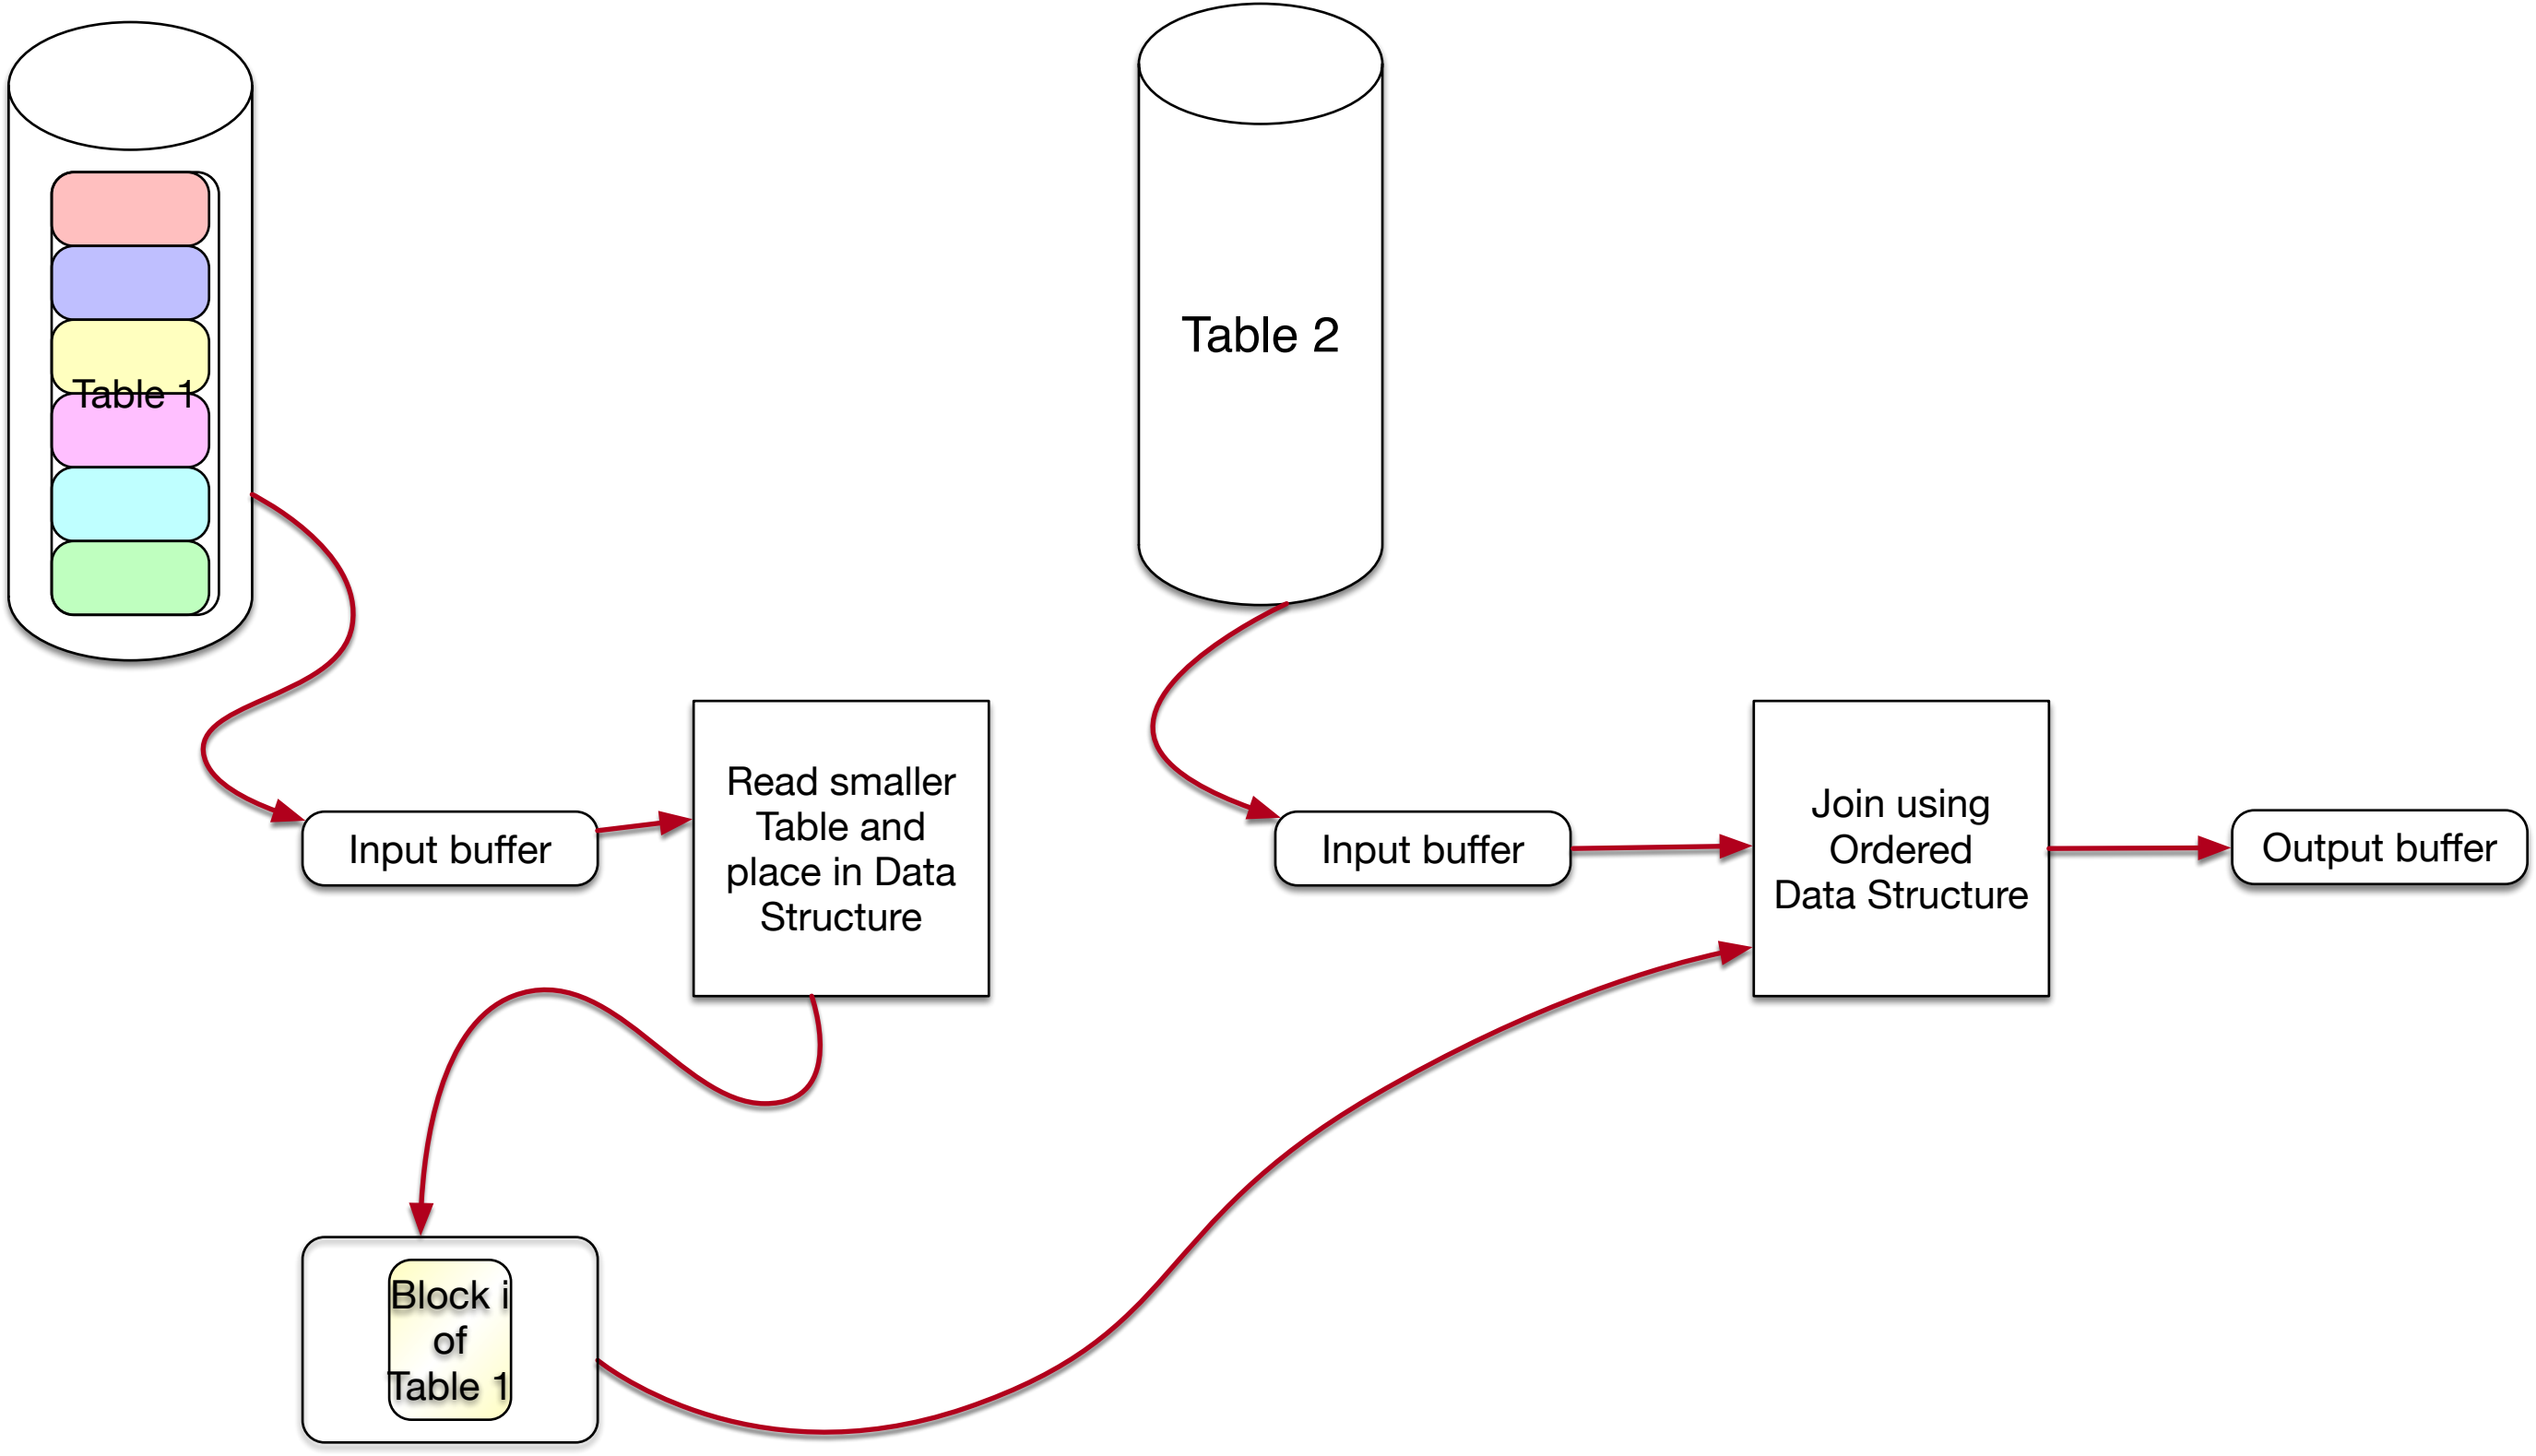 Table 1
Table 2
Input buffer
Read smaller
Table and
place in Data
Structure
Input buffer
Join using
Ordered
Data Structure
Output buffer
Block i
of
Table 1